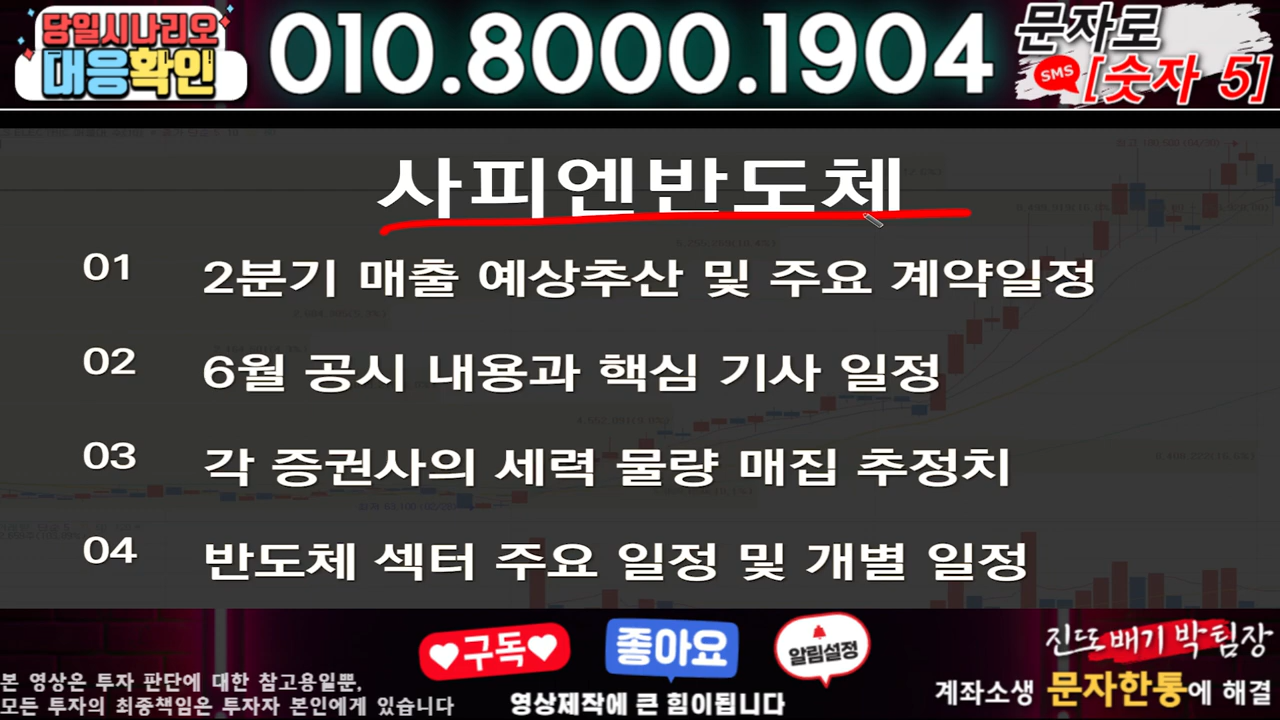 당일시나리오
대응확인
010.8000.1904
문자로
SMS
[숫자 5]
사피엔반도체
01 2분기 매출 예상추산 및 주요 계약일정
02 6월 공시 내용과 핵심 기사 일정
03 각 증권사의 세력 물량 매집 추정치
04 반도체 섹터 주요 일정 및 개별 일정
구독
좋아요
알림설정
영상제작에 큰 힘이됩니다
본 영상은 투자 판단에 대한 참고용일뿐,
모든 투자의 최종책임은 투자자 본인에게 있습니다
진또배기 박팀장
계좌소생 문자한통에 해결